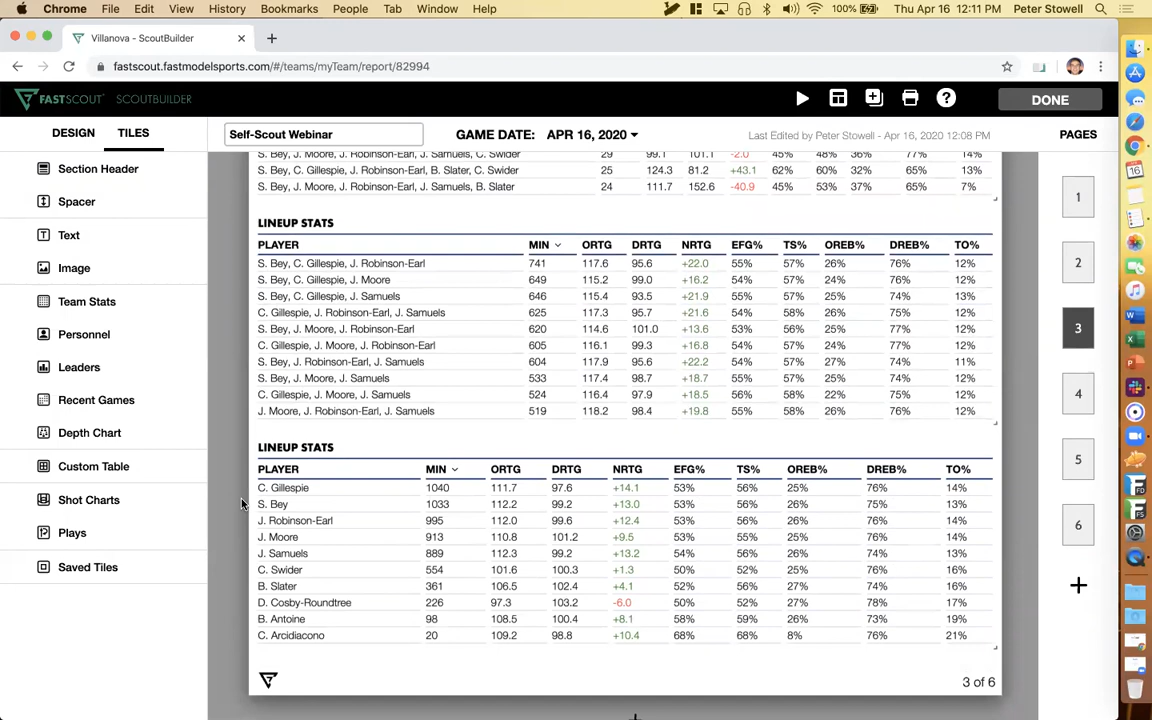 Chrome File Edit View History Bookmarks People Tab Window Help 100% Thu Apr 16 12:11 PM Peter Stowell
Villanova - ScoutBuilder
fastscout.fastmodelsports.com/#/teams/myTeam/report/82994
FASTSCOUT SCOUTBUILDER DONE
DESIGN TILES Self-Scout Webinar GAME DATE: APR 16, 2020 Last Edited by Peter Stowell - Apr 16, 2020 12:08 PM PAGES
Section Header
Spacer
Text
Image
Team Stats
Personnel
Leaders
Recent Games
Depth Chart
Custom Table
Shot Charts
Plays
Saved Tiles
S. Bey, J. Moore, J. Robinson-Earl, J. Samuels, C. Swider 29 99.1 101.1 -2.0 45% 48% 36% 77% 14%
S. Bey, C. Gillespie, J. Robinson-Earl, B. Slater, C. Swider 25 124.3 81.2 +43.1 62% 60% 32% 65% 13%
S. Bey, J. Moore, J. Robinson-Earl, J. Samuels, B. Slater 24 111.7 152.6 -40.9 45% 53% 37% 65% 7%
LINEUP STATS
PLAYER MIN ORTG DRTG NRTG EFG% TS% OREB% DREB% TO%
S. Bey, C. Gillespie, J. Robinson-Earl 741 117.6 95.6 +22.0 55% 57% 26% 76% 12%
S. Bey, C. Gillespie, J. Moore 649 115.2 99.0 +16.2 54% 57% 24% 76% 12%
S. Bey, C. Gillespie, J. Samuels 646 115.4 93.5 +21.9 55% 57% 25% 74% 13%
C. Gillespie, J. Robinson-Earl, J. Samuels 625 117.3 95.7 +21.6 54% 58% 26% 75% 12%
S. Bey, J. Moore, J. Robinson-Earl 620 114.6 101.0 +13.6 53% 56% 25% 77% 12%
C. Gillespie, J. Moore, J. Robinson-Earl 605 116.1 99.3 +16.8 54% 57% 24% 77% 12%
S. Bey, J. Robinson-Earl, J. Samuels 604 117.9 95.6 +22.2 54% 57% 27% 74% 11%
S. Bey, J. Moore, J. Samuels 533 117.4 98.7 +18.7 55% 57% 25% 74% 12%
C. Gillespie, J. Moore, J. Samuels 524 116.4 97.9 +18.5 56% 58% 22% 75% 12%
J. Moore, J. Robinson-Earl, J. Samuels 519 118.2 98.4 +19.8 55% 58% 26% 76% 12%
LINEUP STATS
PLAYER MIN ORTG DRTG NRTG EFG% TS% OREB% DREB% TO%
C. Gillespie 1040 111.7 97.6 +14.1 53% 56% 25% 76% 14%
S. Bey 1033 112.2 99.2 +13.0 53% 56% 26% 75% 13%
J. Robinson-Earl 995 112.0 99.6 +12.4 53% 56% 26% 76% 14%
J. Moore 913 110.8 101.2 +9.5 53% 55% 25% 76% 14%
J. Samuels 889 112.3 99.2 +13.2 54% 56% 26% 74% 13%
C. Swider 554 101.6 100.3 +1.3 50% 52% 25% 76% 16%
B. Slater 361 106.5 102.4 +4.1 52% 56% 27% 74% 16%
D. Cosby-Roundtree 226 97.3 103.2 -6.0 50% 52% 27% 78% 17%
B. Antoine 98 108.5 100.4 +8.1 58% 59% 26% 73% 19%
C. Arcidiacono 20 109.2 98.8 +10.4 68% 68% 8% 76% 21%
3 of 6
1
2
3
4
5
6